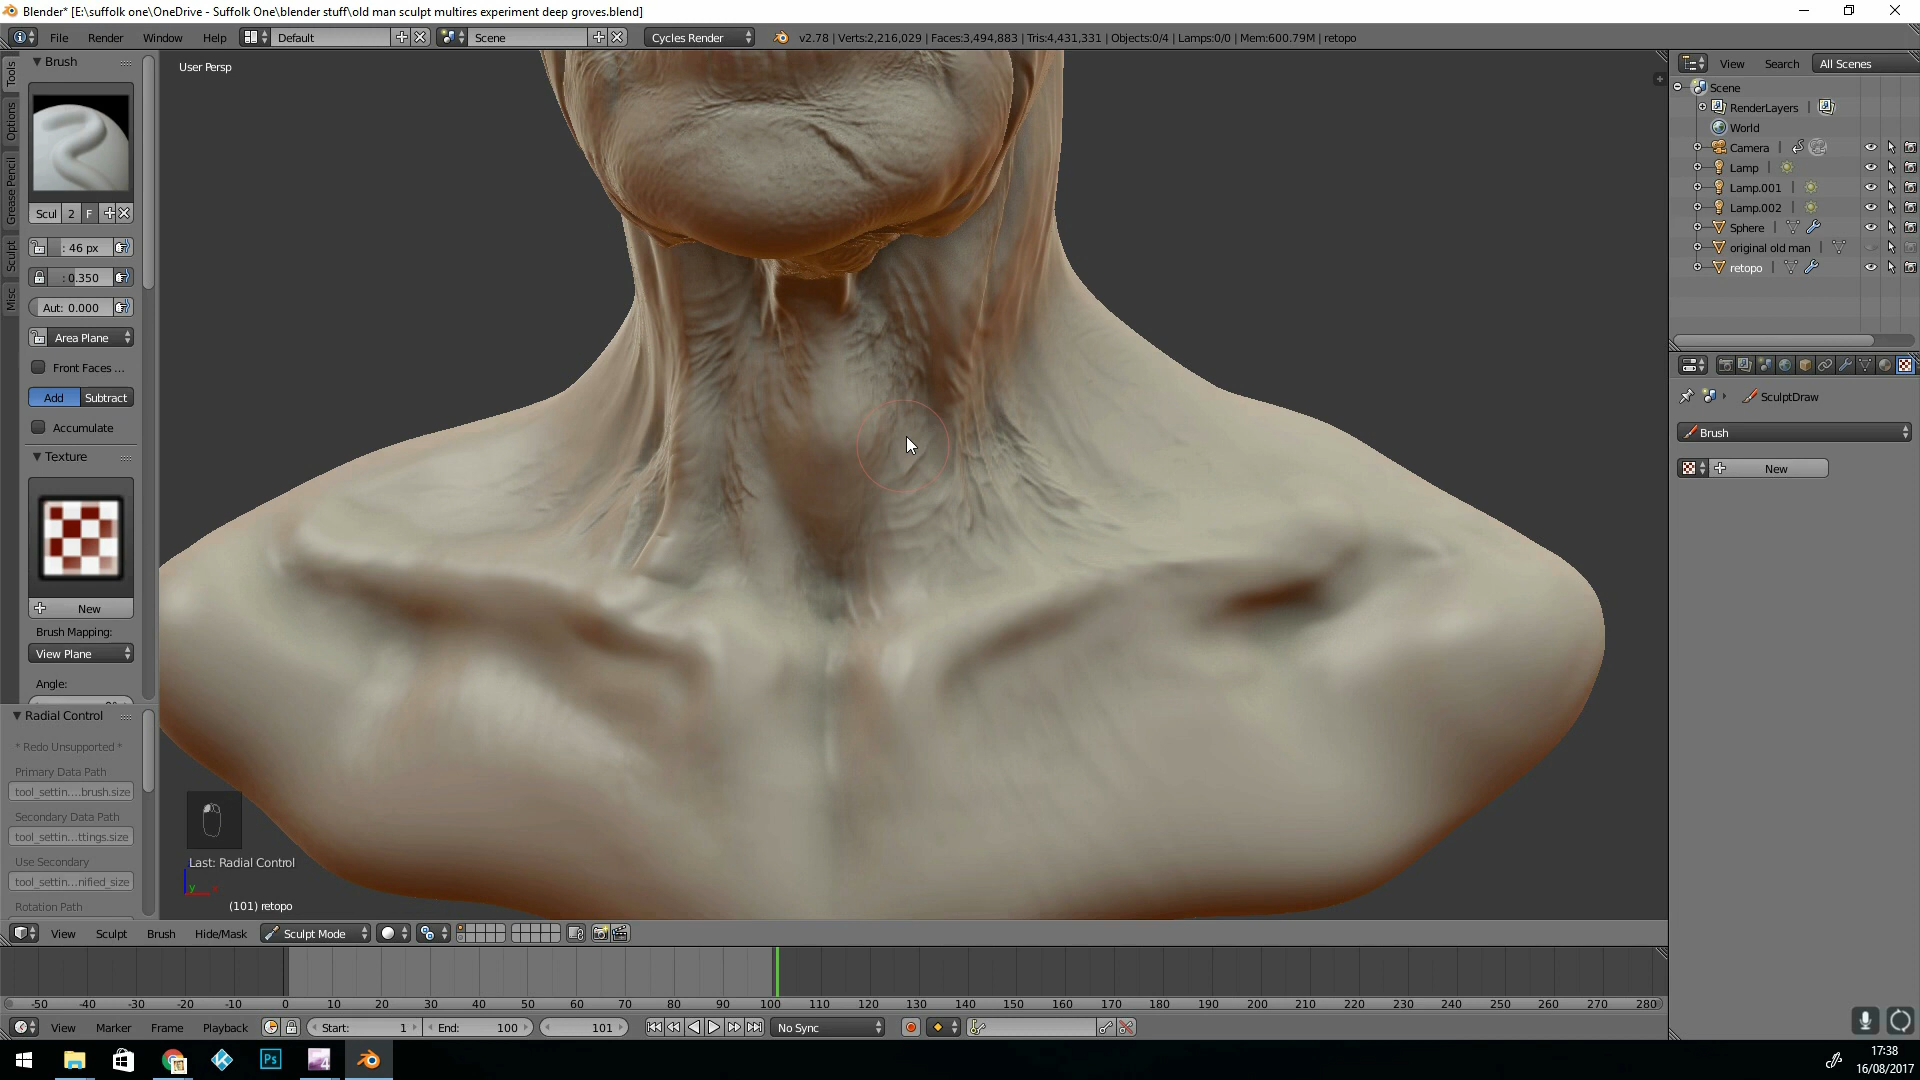 Blender* [E:\suffolk one\OneDrive - Suffolk One\blender stuff\old man sculpt multires experiment deep groves.blend]
File Render Window Help Default Scene Cycles Render v2.78 | Verts:2,216,029 | Faces:3,494,883 | Tris:4,431,331 | Objects:0/4 | Lamps:0/0 | Mem:600.79M | retopo
Tools
Options
Grease Pencil
Sculpt
Misc
Brush
Scul 2 F
: 46 px
: 0.350
Aut: 0.000
Area Plane
Front Faces ...
Add Subtract
Accumulate
Texture
New
Brush Mapping:
View Plane
Angle:
Radial Control
* Redo Unsupported *
Primary Data Path
tool_settin....brush.size
Secondary Data Path
tool_settin...ttings.size
Use Secondary
tool_settin...nified_size
Rotation Path
User Persp
Last: Radial Control
y
(101) retopo
View Search All Scenes
Scene
RenderLayers |
World
Camera |
Lamp |
Lamp.001 |
Lamp.002 |
Sphere |
original old man |
retopo |
SculptDraw
Brush
New
View Sculpt Brush Hide/Mask Sculpt Mode
-50 -40 -30 -20 -10 0 10 20 30 40 50 60 70 80 90 100 110 120 130 140 150 160 170 180 190 200 210 220 230 240 250 260 270 280
View Marker Frame Playback Start: 1 End: 100 101 No Sync
Ps
4
17:38
16/08/2017